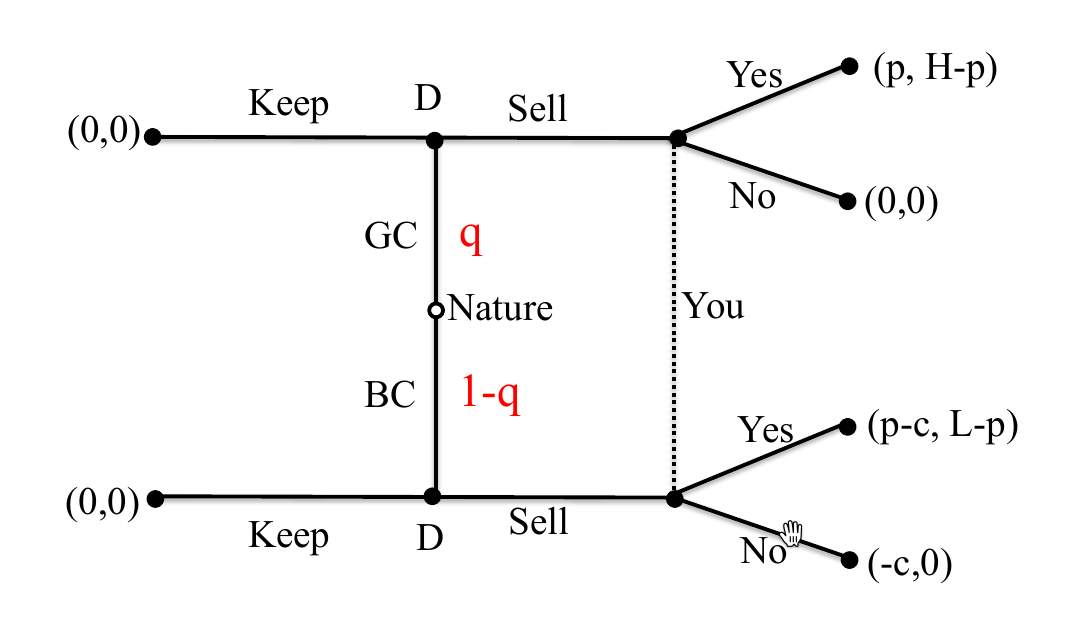 Yes
(p, H-p)
Keep
D
Sell
(0,0)
No
(0,0)
GC
q
Nature
You
BC
1-q
Yes
(p-c, L-p)
(0,0)
Keep
D
Sell
No
(-c,0)